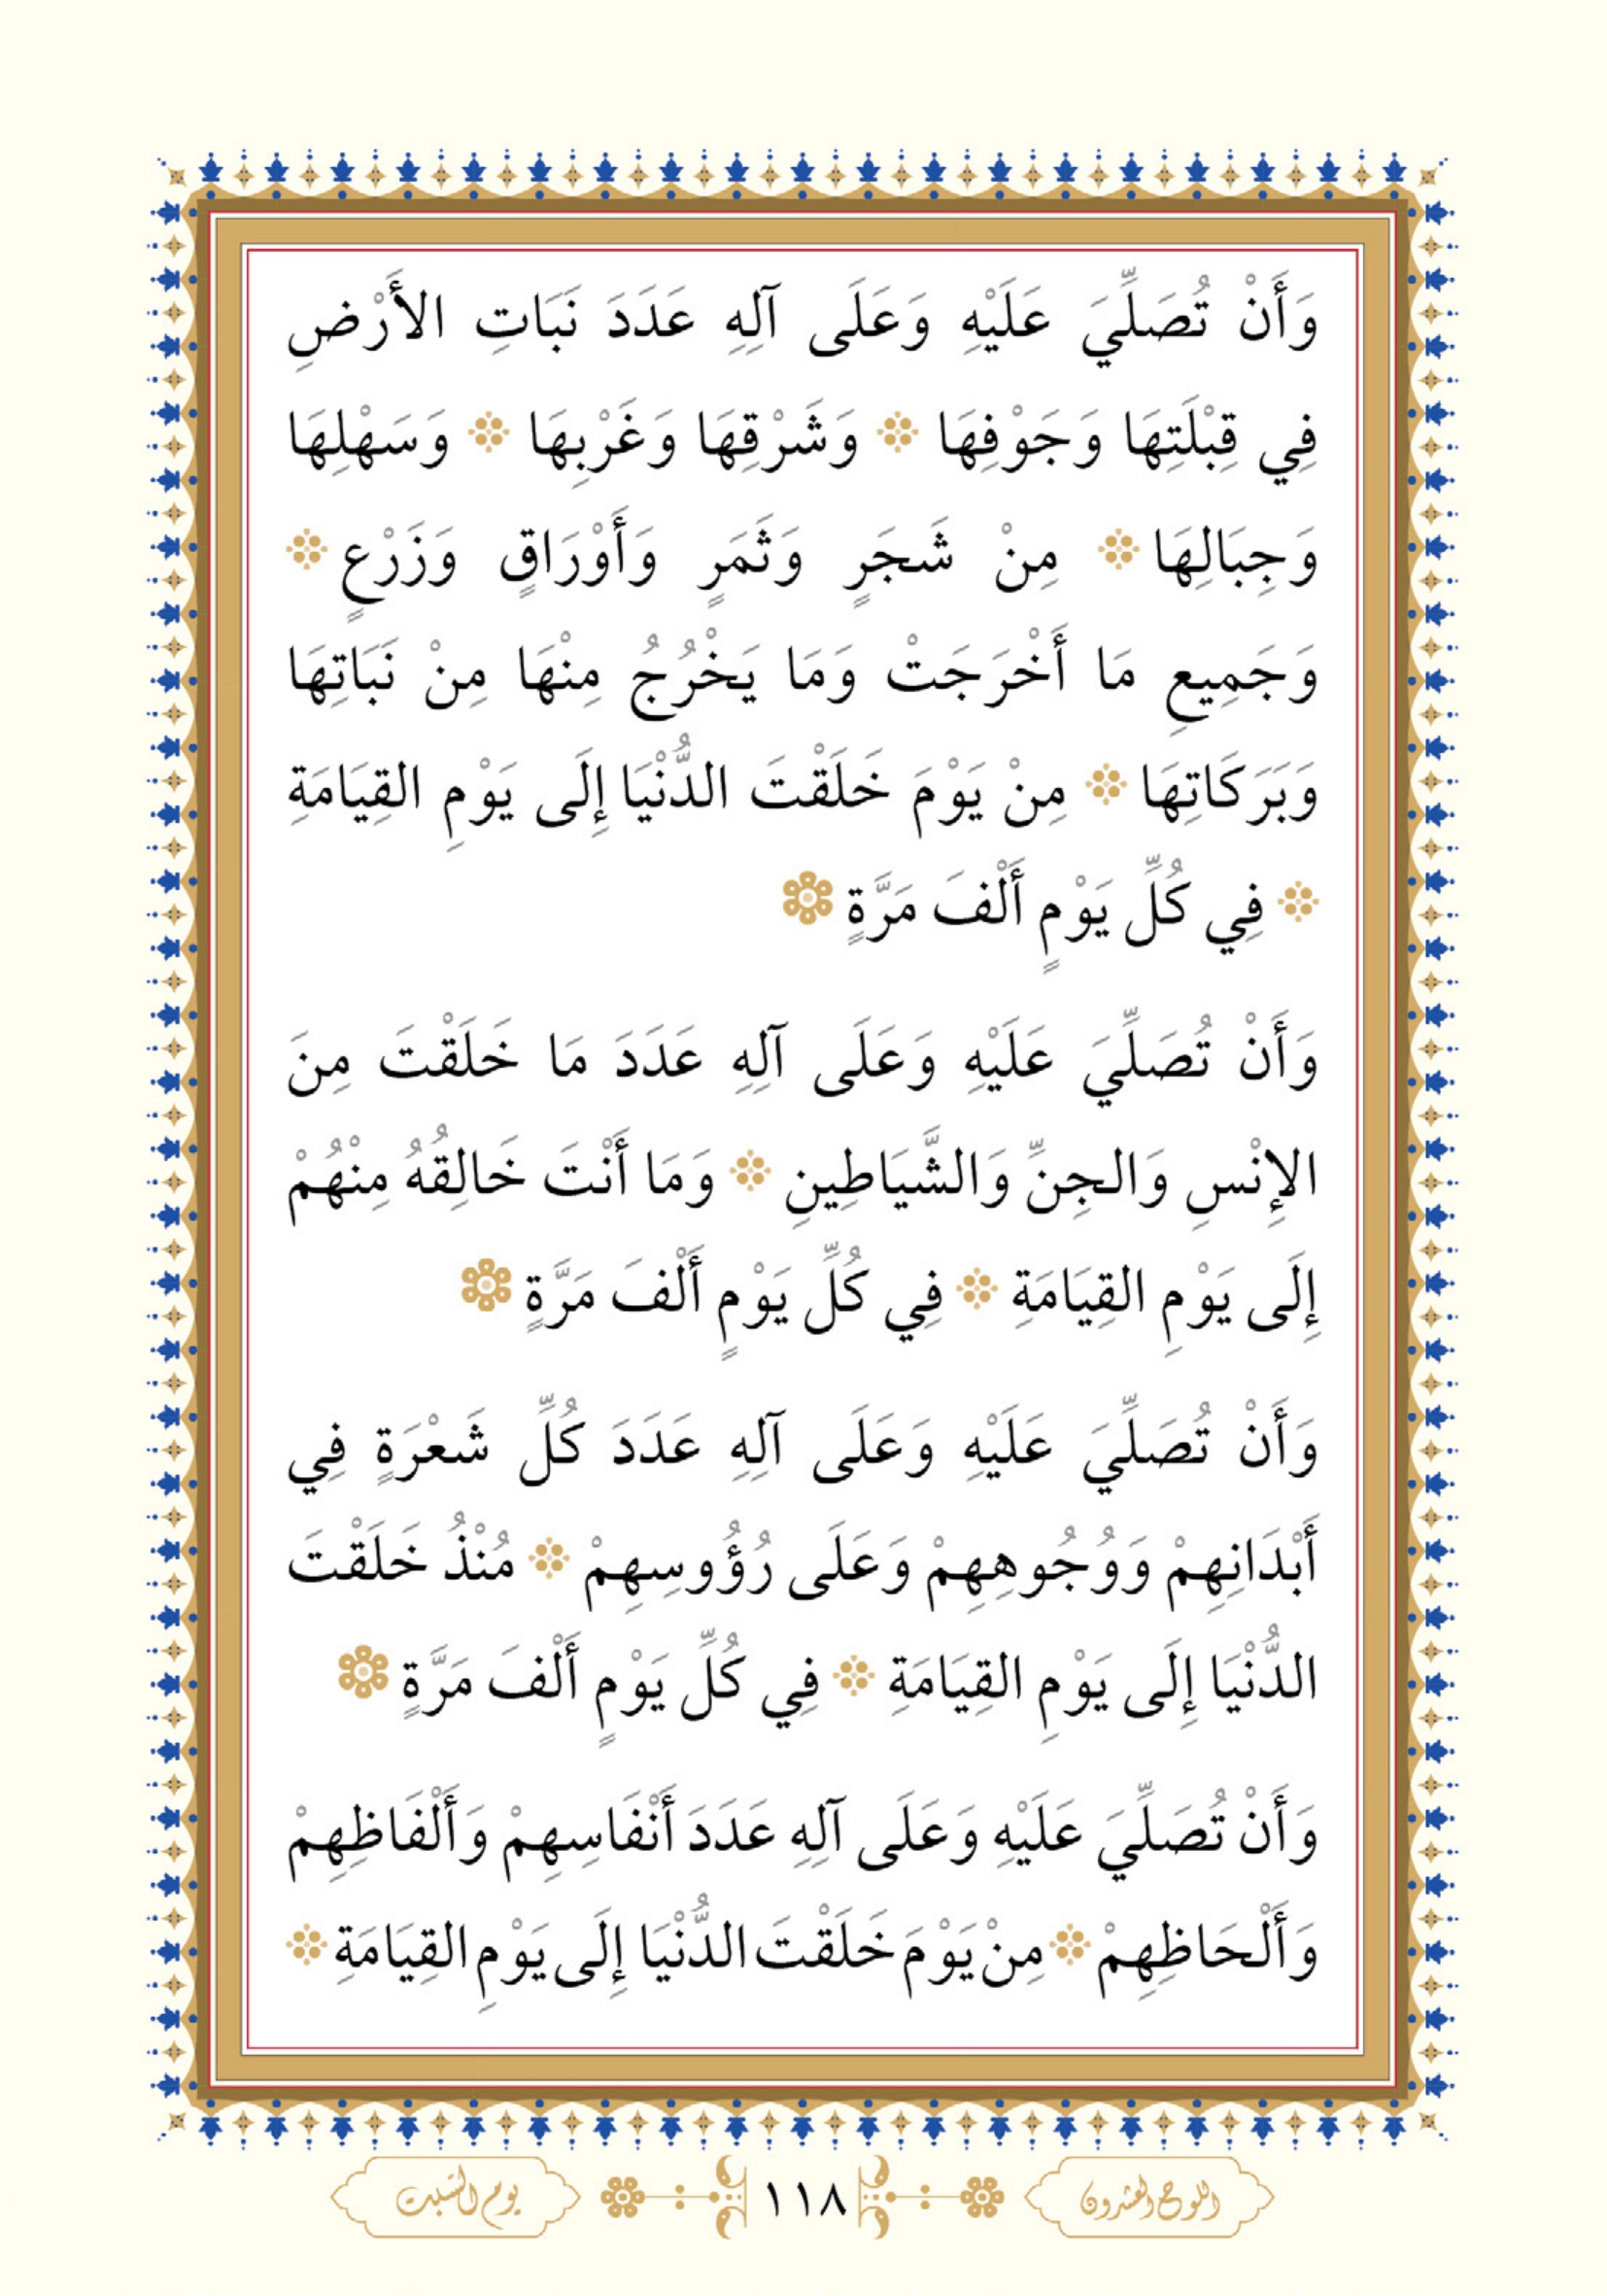 وَأَنْ تُصَلِّيَ عَلَيْهِ وَعَلَى آلِهِ عَدَدَ نَبَاتِ الأَرْضِ
فِي قِبْلَتِهَا وَجَوْفِهَا ❁ وَشَرْقِهَا وَغَرْبِهَا ❁ وَسَهْلِهَا
وَجِبَالِهَا ❁ مِنْ شَجَرٍ وَثَمَرٍ وَأَوْرَاقٍ وَزَرْعٍ ❁
وَجَمِيعِ مَا أَخْرَجَتْ وَمَا يَخْرُجُ مِنْهَا مِنْ نَبَاتِهَا
وَبَرَكَاتِهَا ❁ مِنْ يَوْمَ خَلَقْتَ الدُّنْيَا إِلَى يَوْمِ القِيَامَةِ
❁ فِي كُلِّ يَوْمٍ أَلْفَ مَرَّةٍ ❁
وَأَنْ تُصَلِّيَ عَلَيْهِ وَعَلَى آلِهِ عَدَدَ مَا خَلَقْتَ مِنَ
الإِنْسِ وَالجِنِّ وَالشَّيَاطِينِ ❁ وَمَا أَنْتَ خَالِقُهُ مِنْهُمْ
إِلَى يَوْمِ القِيَامَةِ ❁ فِي كُلِّ يَوْمٍ أَلْفَ مَرَّةٍ ❁
وَأَنْ تُصَلِّيَ عَلَيْهِ وَعَلَى آلِهِ عَدَدَ كُلِّ شَعْرَةٍ فِي
أَبْدَانِهِمْ وَوُجُوهِهِمْ وَعَلَى رُؤُوسِهِمْ ❁ مُنْذُ خَلَقْتَ
الدُّنْيَا إِلَى يَوْمِ القِيَامَةِ ❁ فِي كُلِّ يَوْمٍ أَلْفَ مَرَّةٍ ❁
وَأَنْ تُصَلِّيَ عَلَيْهِ وَعَلَى آلِهِ عَدَدَ أَنْفَاسِهِمْ وَأَلْفَاظِهِمْ
وَأَلْحَاظِهِمْ ❁ مِنْ يَوْمَ خَلَقْتَ الدُّنْيَا إِلَى يَوْمِ القِيَامَةِ ❁
اللوح العشرون ١١٨ يوم السبت